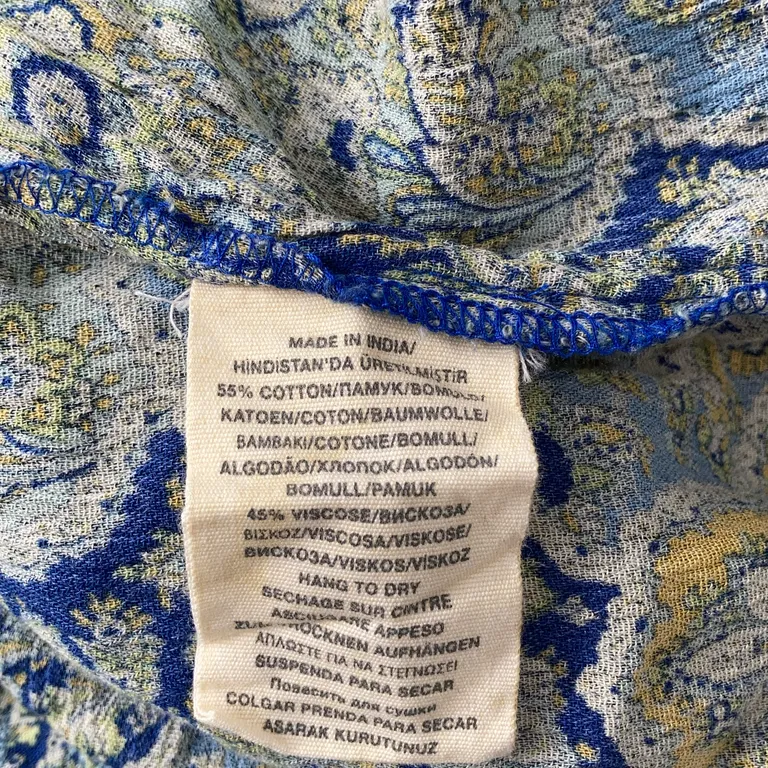 MADE IN INDIA/
HINDISTAN'DA ÜRETILMIŞTIR
55% COTTON/ПАМУК/BOMULD/
KATOEN/COTON/BAUMWOLLE/
BAMBAKI/COTONE/BOMULL/
ALGODÃO/ХЛОПОК/ALGODÓN/
BOMULL/PAMUK
45% VISCOSE/ВИСКОЗА/
ΒΙΣΚΟΖ/VISCOSA/VISKOSE/
ВИСКОЗА/VISKOS/VISKOZ
HANG TO DRY
SECHAGE SUR CINTRE
ASCIUGARE APPESO
ZUM TROCKNEN AUFHÄNGEN
ΑΠΛΩΣΤΕ ΓΙΑ ΝΑ ΣΤΕΓΝΩΣΕΙ
SUSPENDA PARA SECAR
Повесить для сушки
COLGAR PRENDA PARA SECAR
ASARAK KURUTUNUZ